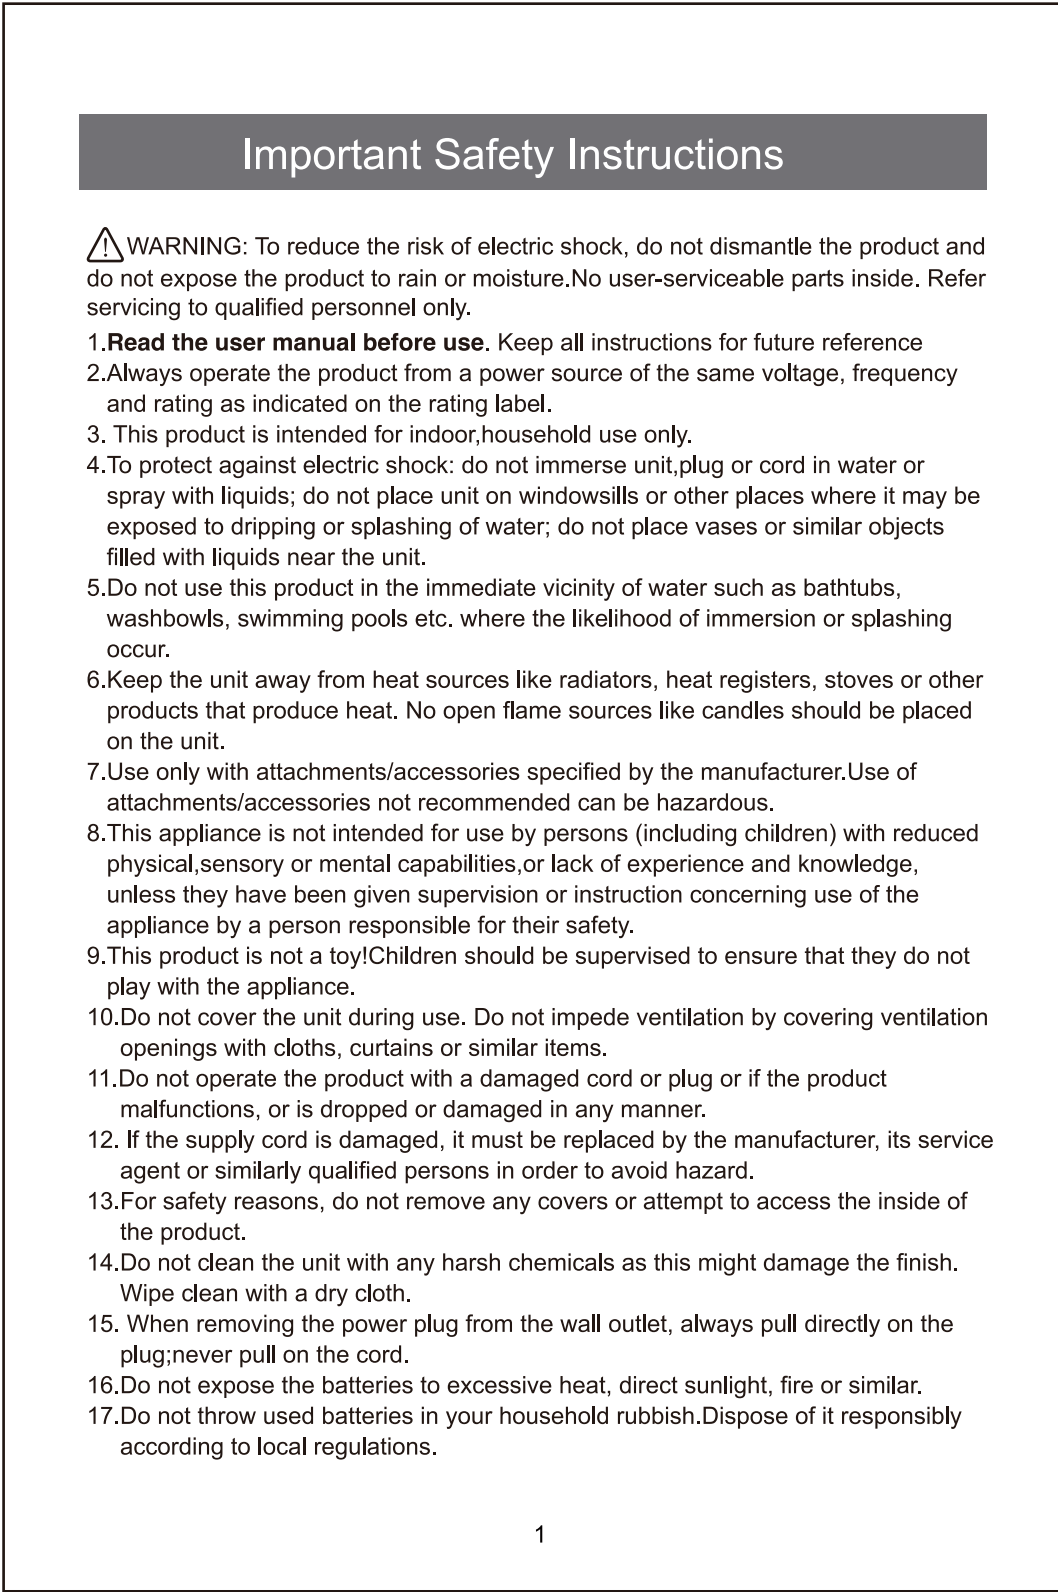 Important Safety Instructions
WARNING: To reduce the risk of electric shock, do not dismantle the product and
do not expose the product to rain or moisture.No user-serviceable parts inside. Refer
servicing to qualified personnel only.
1.Read the user manual before use. Keep all instructions for future reference
2.Always operate the product from a power source of the same voltage, frequency
and rating as indicated on the rating label.
3. This product is intended for indoor,household use only.
4.To protect against electric shock: do not immerse unit,plug or cord in water or
spray with liquids; do not place unit on windowsills or other places where it may be
exposed to dripping or splashing of water; do not place vases or similar objects
filled with liquids near the unit.
5.Do not use this product in the immediate vicinity of water such as bathtubs,
washbowls, swimming pools etc. where the likelihood of immersion or splashing
occur.
6.Keep the unit away from heat sources like radiators, heat registers, stoves or other
products that produce heat. No open flame sources like candles should be placed
on the unit.
7.Use only with attachments/accessories specified by the manufacturer.Use of
attachments/accessories not recommended can be hazardous.
8.This appliance is not intended for use by persons (including children) with reduced
physical,sensory or mental capabilities,or lack of experience and knowledge,
unless they have been given supervision or instruction concerning use of the
appliance by a person responsible for their safety.
9.This product is not a toy!Children should be supervised to ensure that they do not
play with the appliance.
10.Do not cover the unit during use. Do not impede ventilation by covering ventilation
openings with cloths, curtains or similar items.
11.Do not operate the product with a damaged cord or plug or if the product
malfunctions, or is dropped or damaged in any manner.
12. If the supply cord is damaged, it must be replaced by the manufacturer, its service
agent or similarly qualified persons in order to avoid hazard.
13.For safety reasons, do not remove any covers or attempt to access the inside of
the product.
14.Do not clean the unit with any harsh chemicals as this might damage the finish.
Wipe clean with a dry cloth.
15. When removing the power plug from the wall outlet, always pull directly on the
plug;never pull on the cord.
16.Do not expose the batteries to excessive heat, direct sunlight, fire or similar.
17.Do not throw used batteries in your household rubbish.Dispose of it responsibly
according to local regulations.
1